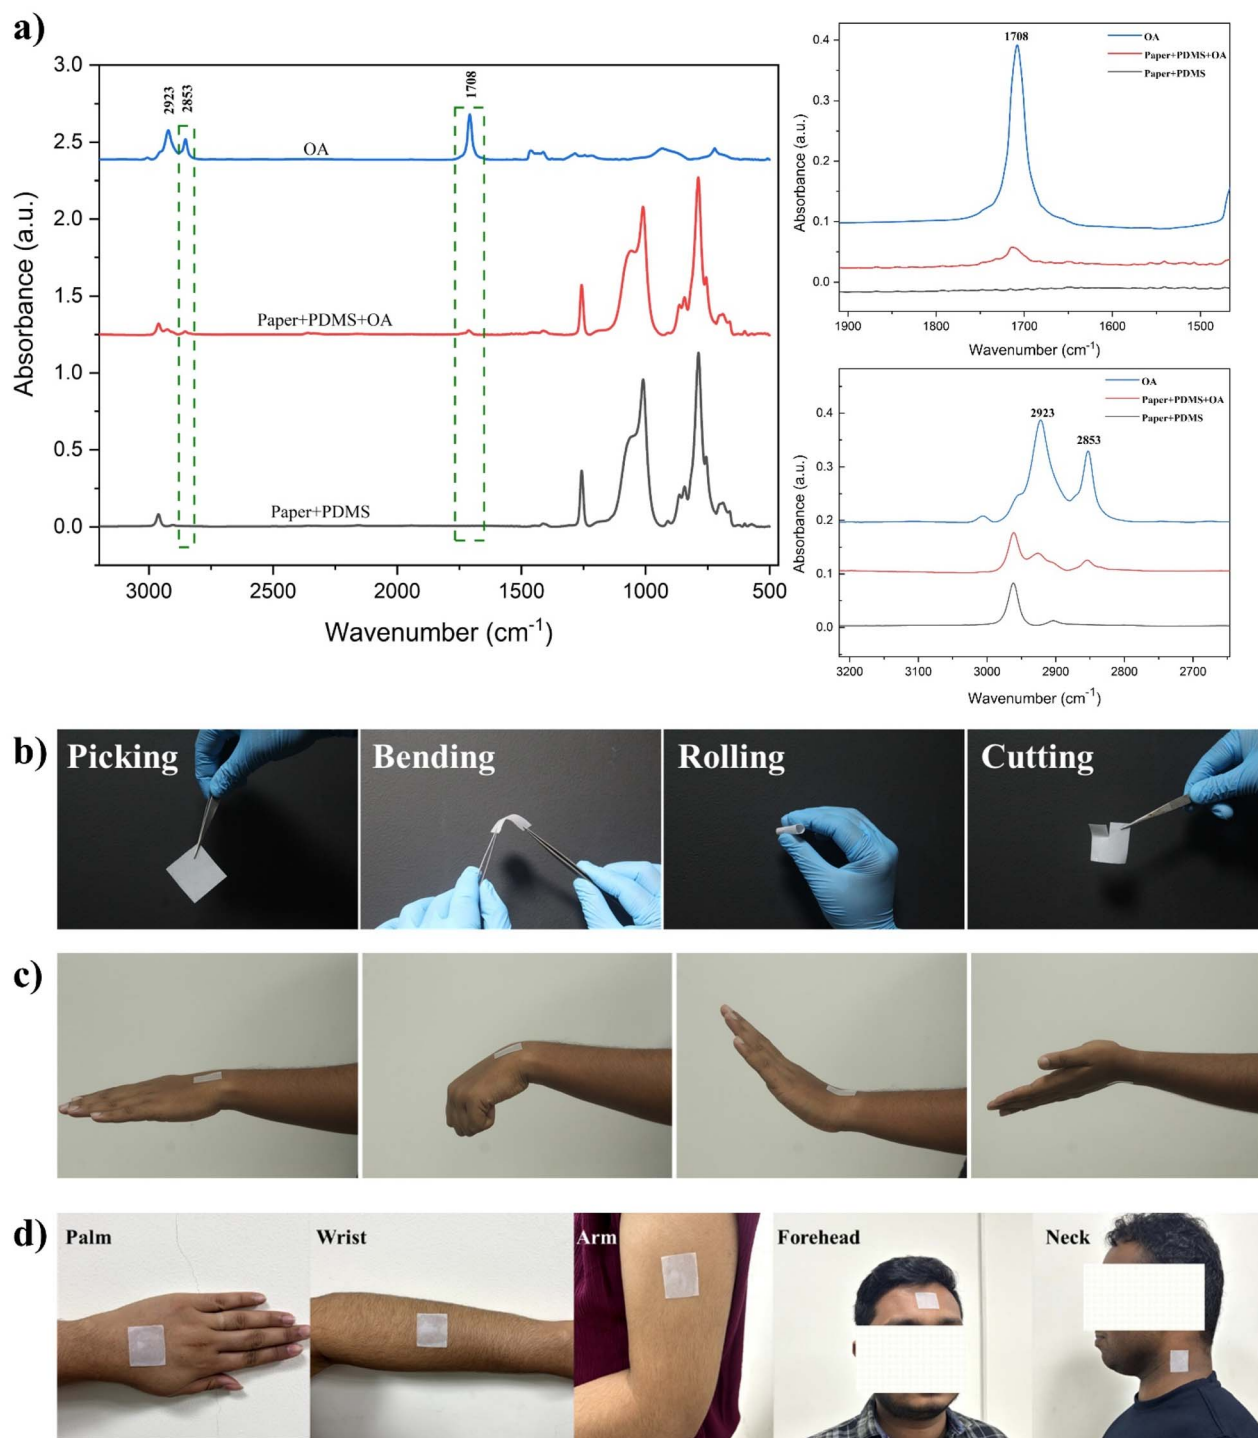 a)
3.0
2.5
2.0
1.5
1.0
0.5
0.0
Absorbance (a.u.)
2923
2853
1708
OA
Paper+PDMS+OA
Paper+PDMS
3000 2500 2000 1500 1000 500
Wavenumber (cm-1)
0.4
0.3
0.2
0.1
0.0
Absorbance (a.u.)
1708
OA
Paper+PDMS+OA
Paper+PDMS
1900 1800 1700 1600 1500
Wavenumber (cm-1)
0.4
0.3
0.2
0.1
0.0
Absorbance (a.u.)
2923
2853
OA
Paper+PDMS+OA
Paper+PDMS
3200 3100 3000 2900 2800 2700
Wavenumber (cm-1)
b)
Picking
Bending
Rolling
Cutting
c)
d)
Palm
Wrist
Arm
Forehead
Neck